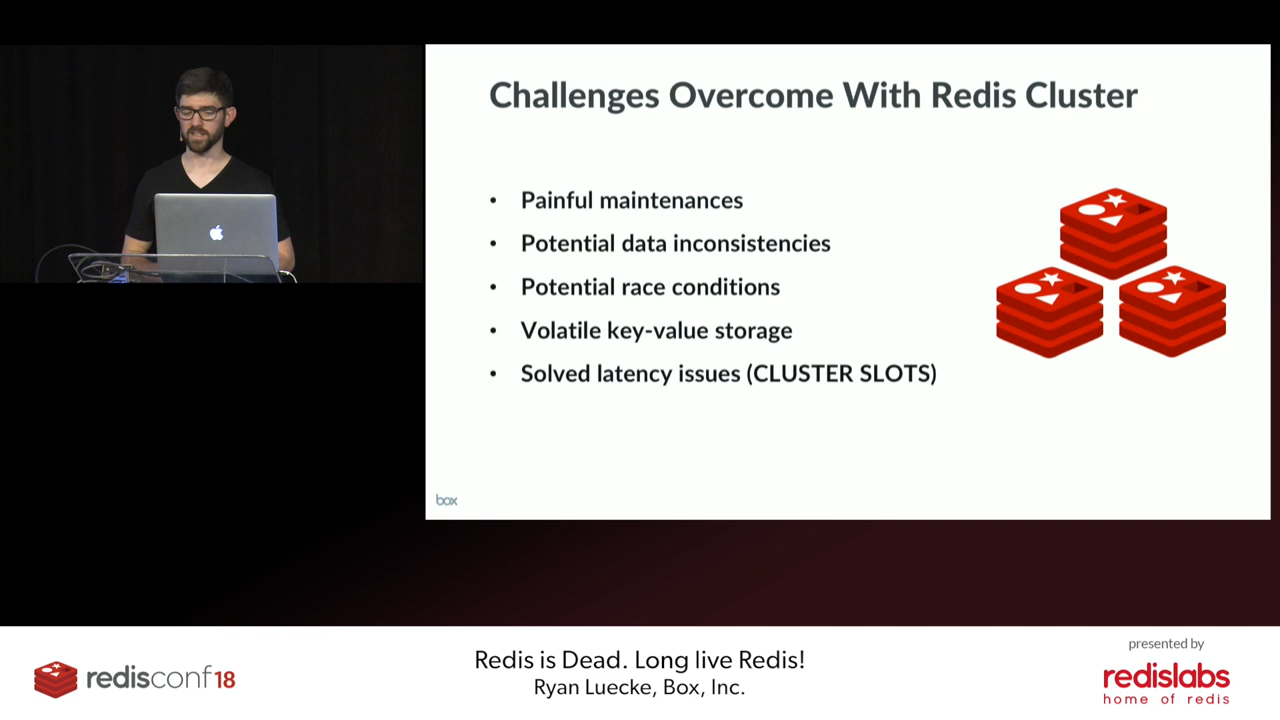 Challenges Overcome With Redis Cluster
• Painful maintenances
• Potential data inconsistencies
• Potential race conditions
• Volatile key-value storage
• Solved latency issues (CLUSTER SLOTS)
box
redisconf18
Redis is Dead. Long live Redis!
Ryan Luecke, Box, Inc.
presented by
redislabs
home of redis